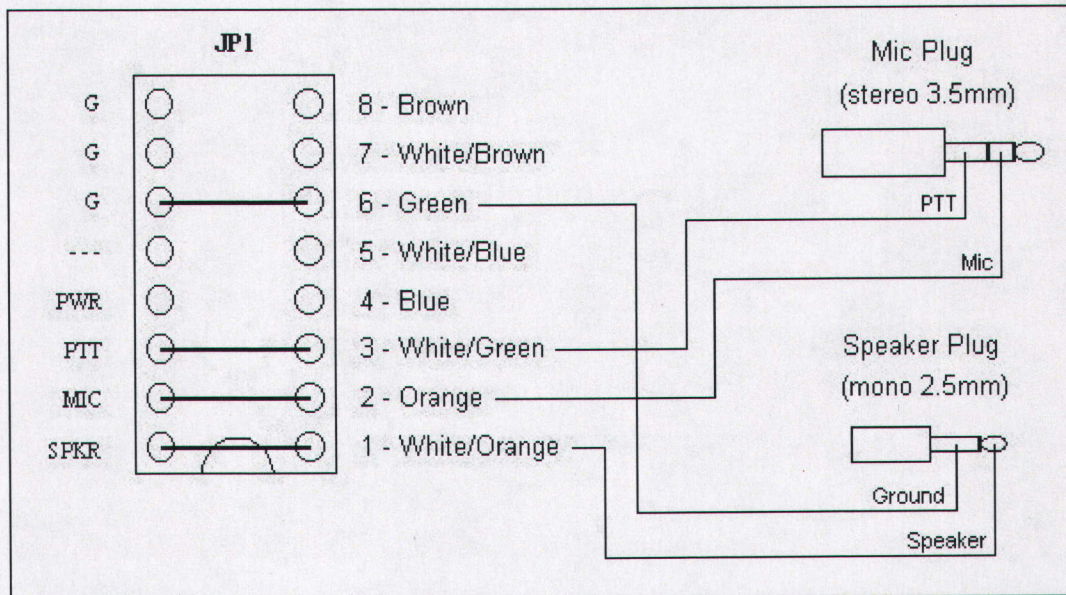 JP1
G
8 - Brown
G
7 - White/Brown
G
6 - Green
---
5 - White/Blue
PWR
4 - Blue
PTT
3 - White/Green
MIC
2 - Orange
SPKR
1 - White/Orange
Mic Plug
(stereo 3.5mm)
PTT
Mic
Speaker Plug
(mono 2.5mm)
Ground
Speaker